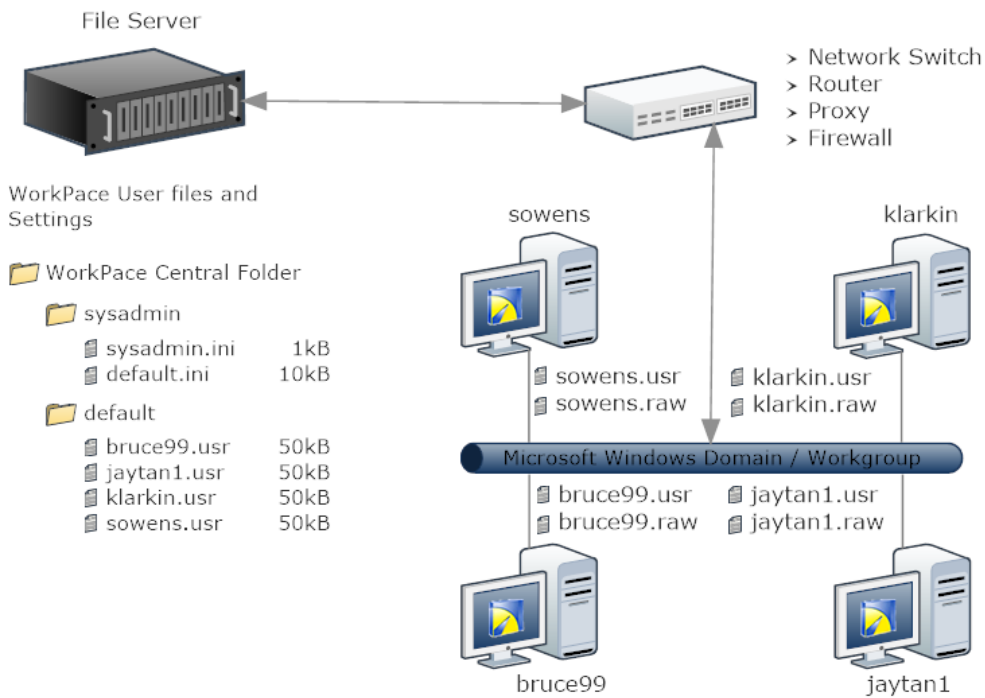 File Server
➢ Network Switch
➢ Router
➢ Proxy
➢ Firewall
WorkPace User files and
Settings
WorkPace Central Folder
sysadmin
sysadmin.ini 1kB
default.ini 10kB
default
bruce99.usr 50kB
jaytan1.usr 50kB
klarkin.usr 50kB
sowens.usr 50kB
sowens
klarkin
sowens.usr
sowens.raw
klarkin.usr
klarkin.raw
Microsoft Windows Domain / Workgroup
bruce99.usr
bruce99.raw
jaytan1.usr
jaytan1.raw
bruce99
jaytan1